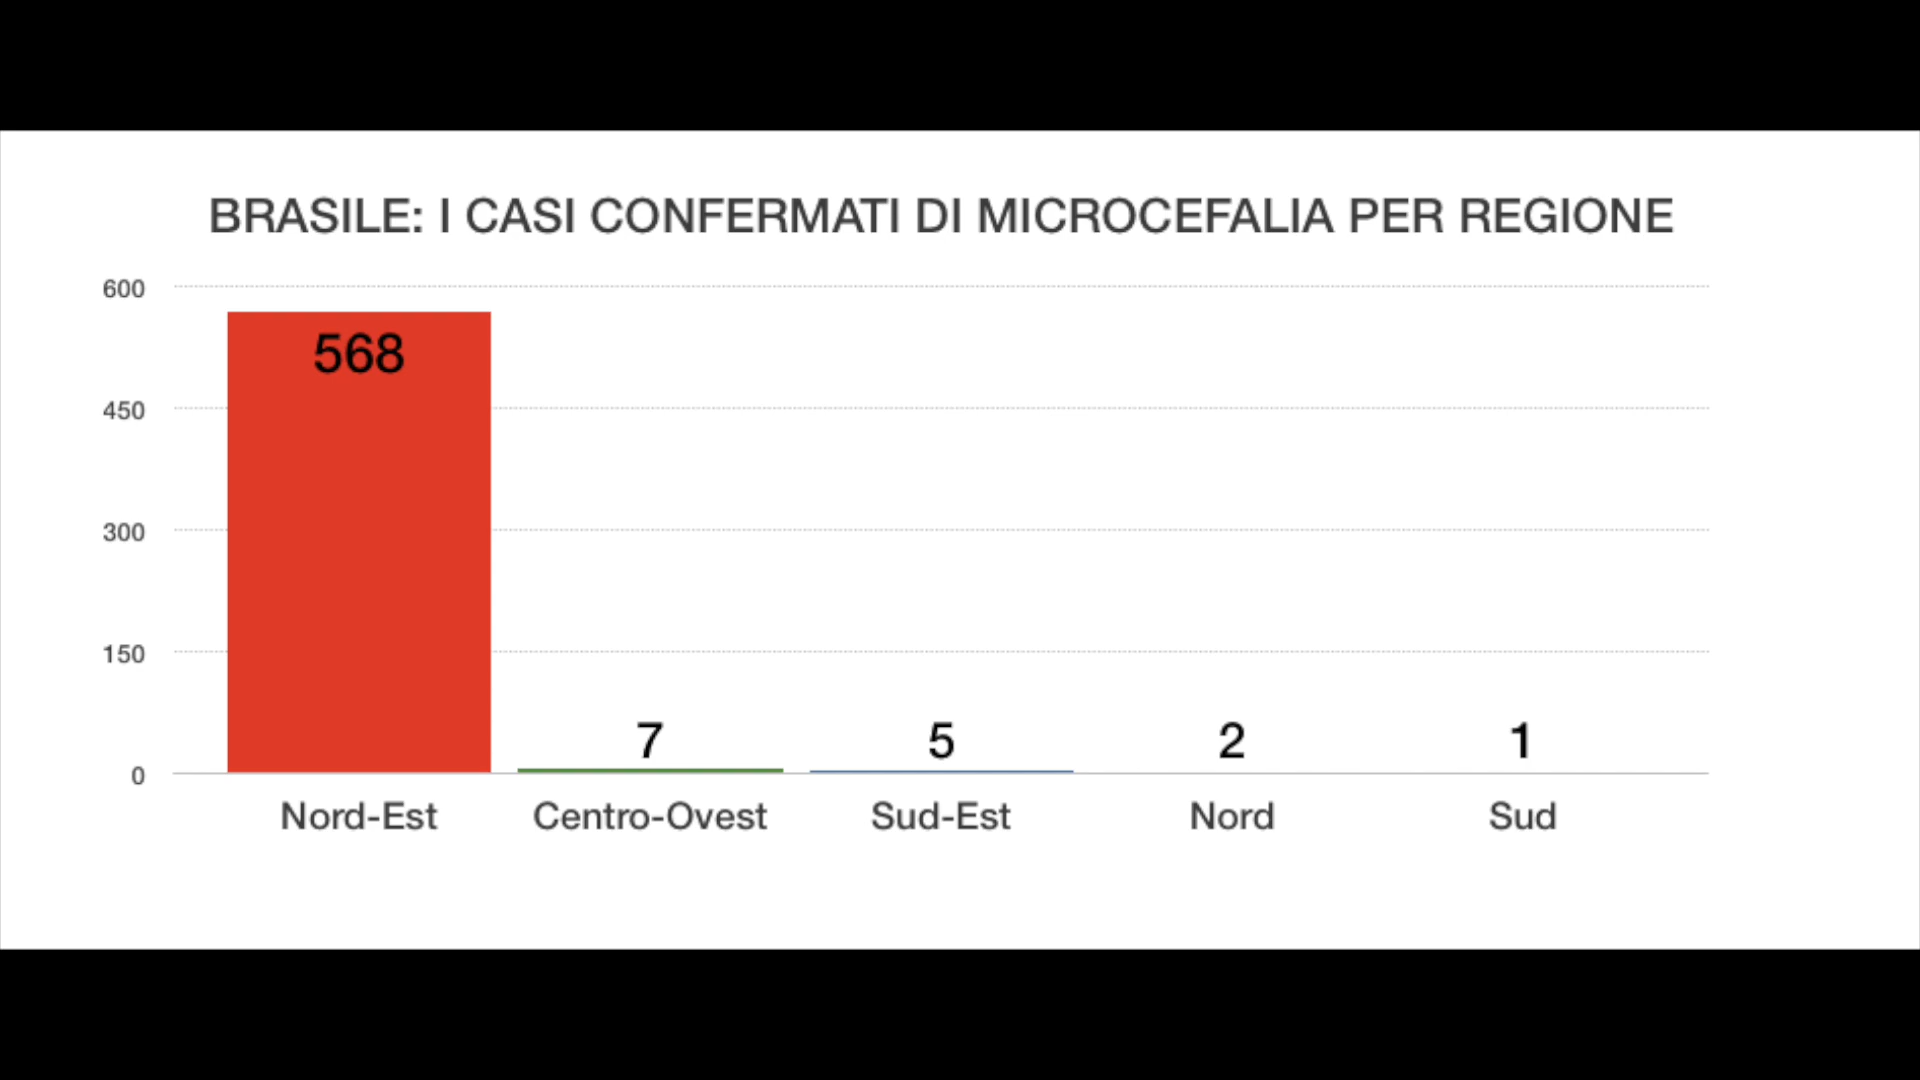 BRASILE: I CASI CONFERMATI DI MICROCEFALIA PER REGIONE
600
568
450
300
150
7
5
2
1
0
Nord-Est
Centro-Ovest
Sud-Est
Nord
Sud